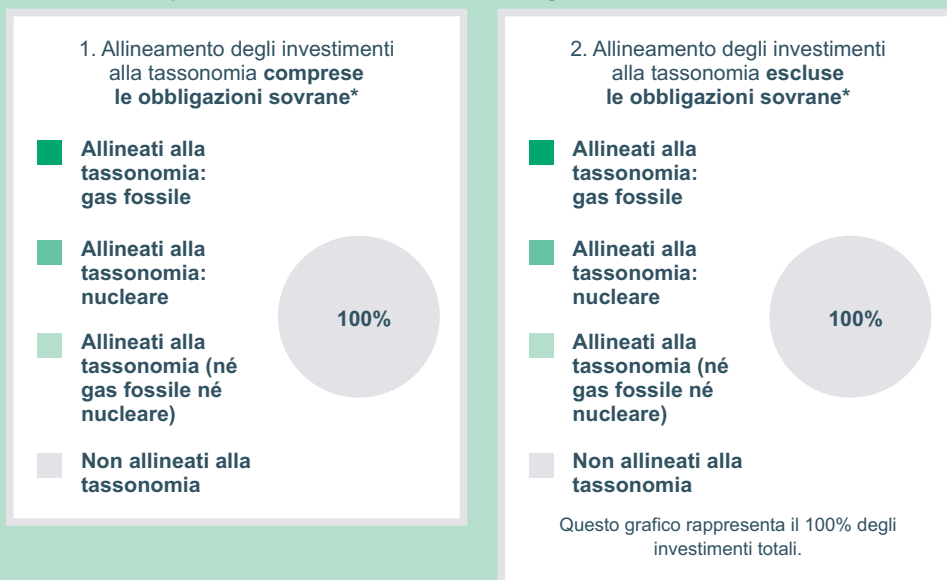 1. Allineamento degli investimenti
alla tassonomia comprese
le obbligazioni sovrane*
Allineati alla
tassonomia:
gas fossile
Allineati alla
tassonomia:
nucleare
Allineati alla
tassonomia (né
gas fossile né
nucleare)
Non allineati alla
tassonomia
100%
2. Allineamento degli investimenti
alla tassonomia escluse
le obbligazioni sovrane*
Allineati alla
tassonomia:
gas fossile
Allineati alla
tassonomia:
nucleare
Allineati alla
tassonomia (né
gas fossile né
nucleare)
Non allineati alla
tassonomia
100%
Questo grafico rappresenta il 100% degli
investimenti totali.